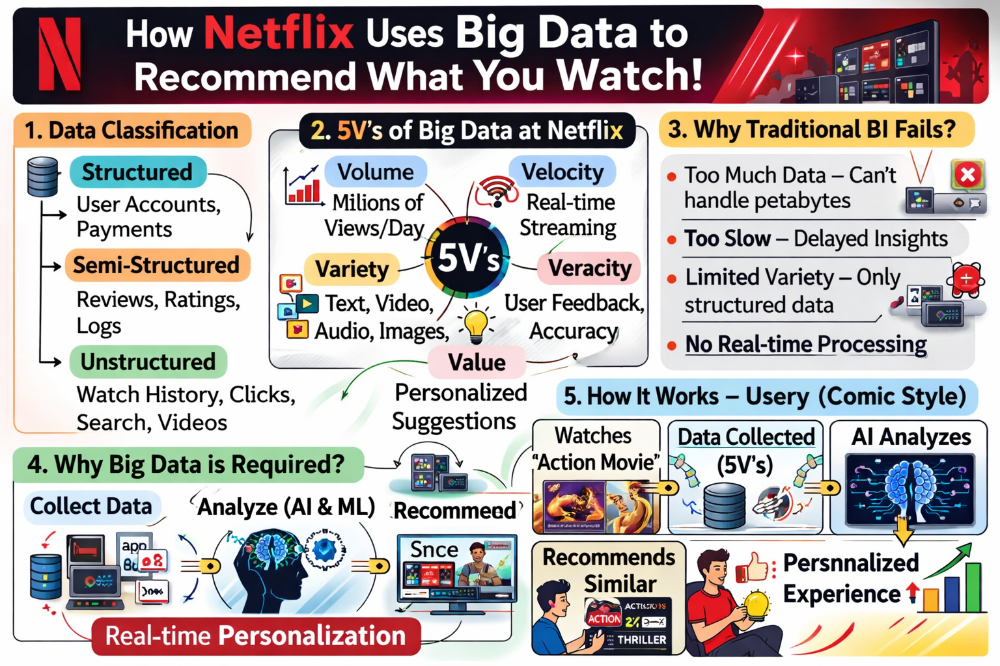 How Netflix Uses Big Data to
Recommend What You Watch!
1. Data Classification
Structured
User Accounts,
Payments
Semi-Structured
Reviews, Ratings,
Logs
Unstructured
Watch History, Clicks,
Search, Videos
2. 5V's of Big Data at Netflix
Volume
Milions of
Views/Day
Velocity
Real-time
Streaming
5V's
Variety
Text, Video,
Audio, Images,
Veracity
User Feedback,
Accuracy
Value
Personalized
Suggestions
3. Why Traditional BI Fails?
Too Much Data – Can't
handle petabytes
Too Slow – Delayed Insights
Limited Variety – Only
structured data
No Real-time Processing
4. Why Big Data is Required?
Collect Data
app
Analyze (AI & ML)
Recommeed
Snce
Real-time Personalization
5. How It Works – Usery (Comic Style)
Watches
"Action Movie"
Data Collected
(5V's)
AI Analyzes
Recommends
Similar
ACTION
THRILLER
Persnnalized
Experience